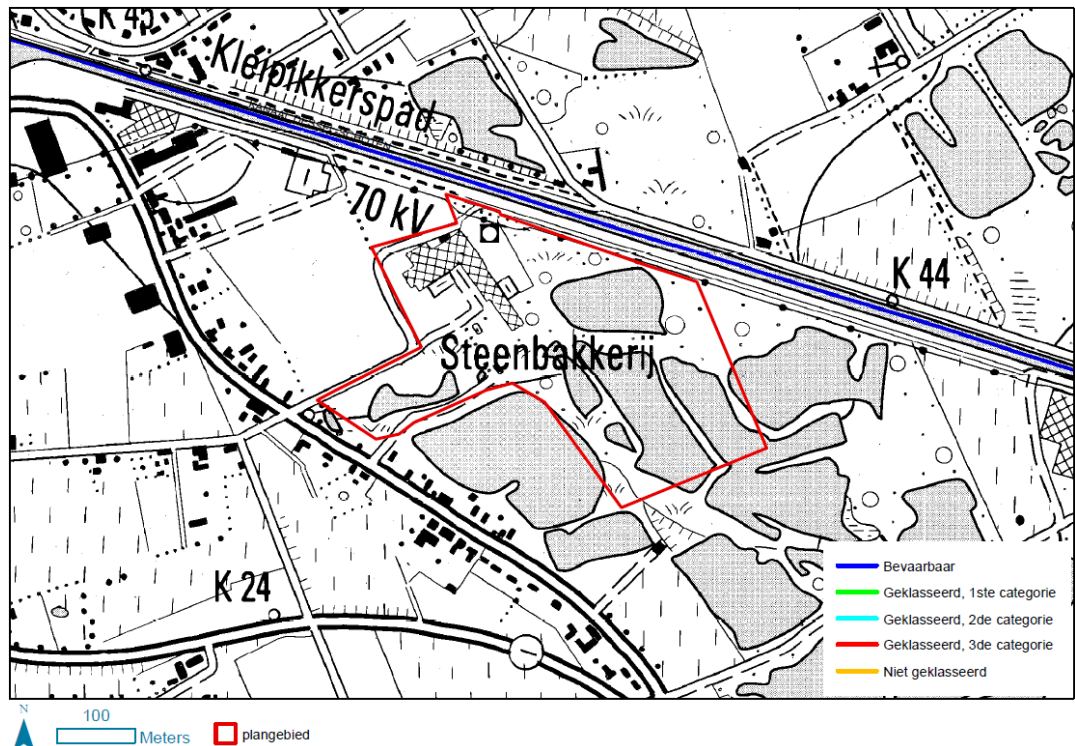 K 45
Kleipikkerspad
70 kV
K 44
Steenbakkerij
K 24
Bevaarbaar
Geklasseerd, 1ste categorie
Geklasseerd, 2de categorie
Geklasseerd, 3de categorie
Niet geklasseerd
N
100
Meters
plangebied